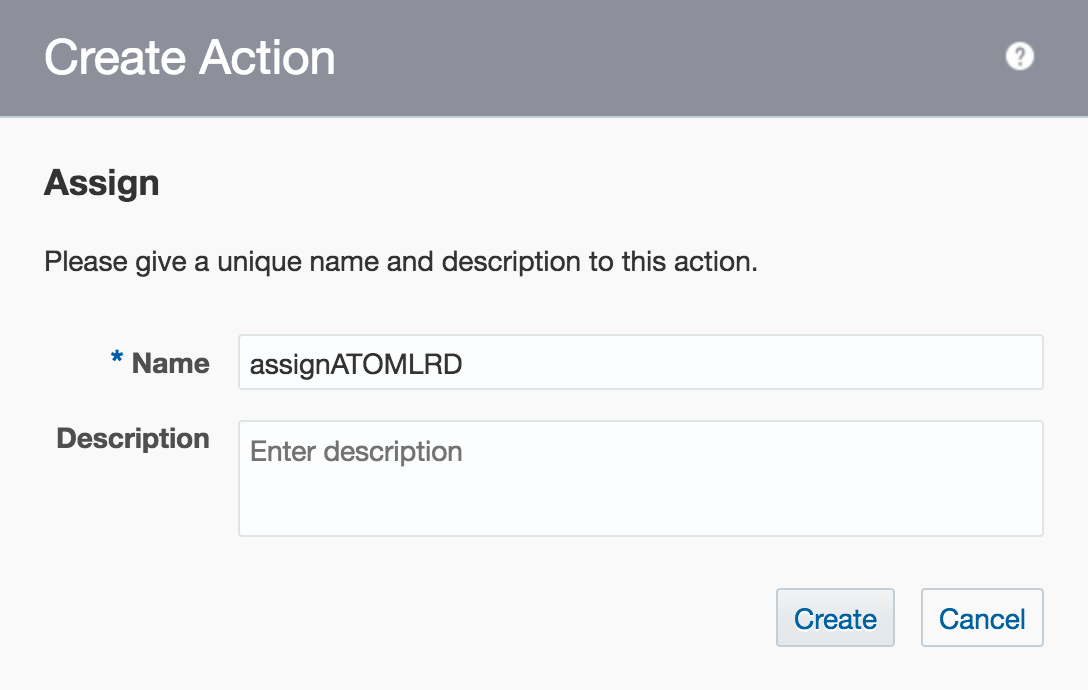 Create Action
?
Assign
Please give a unique name and description to this action.
* Name
assignATOMLRD
Description
Enter description
Create
Cancel